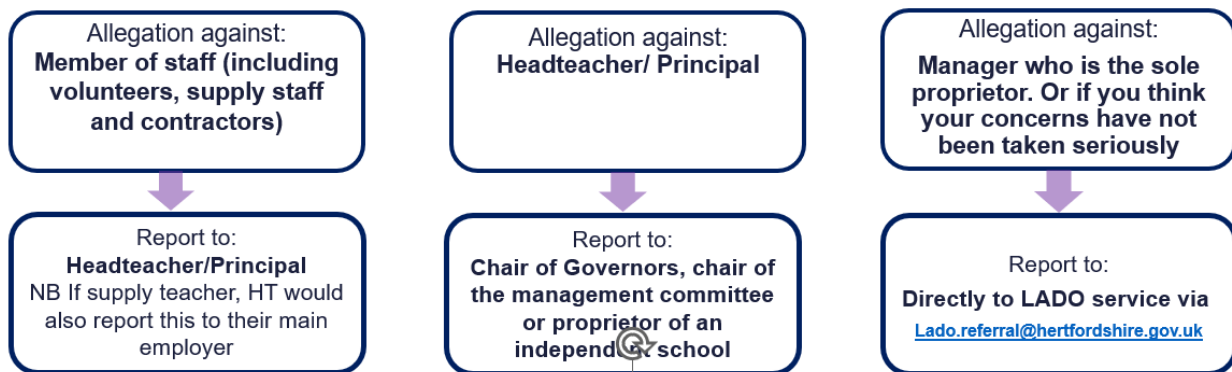 Allegation against:
Member of staff (including
volunteers, supply staff
and contractors)
Report to:
Headteacher/Principal
NB If supply teacher, HT would
also report this to their main
employer
Allegation against:
Headteacher/ Principal
Report to:
Chair of Governors, chair of
the management committee
or proprietor of an
independent school
Allegation against:
Manager who is the sole
proprietor. Or if you think
your concerns have not
been taken seriously
Report to:
Directly to LADO service via
Lado.referral@hertfordshire.gov.uk